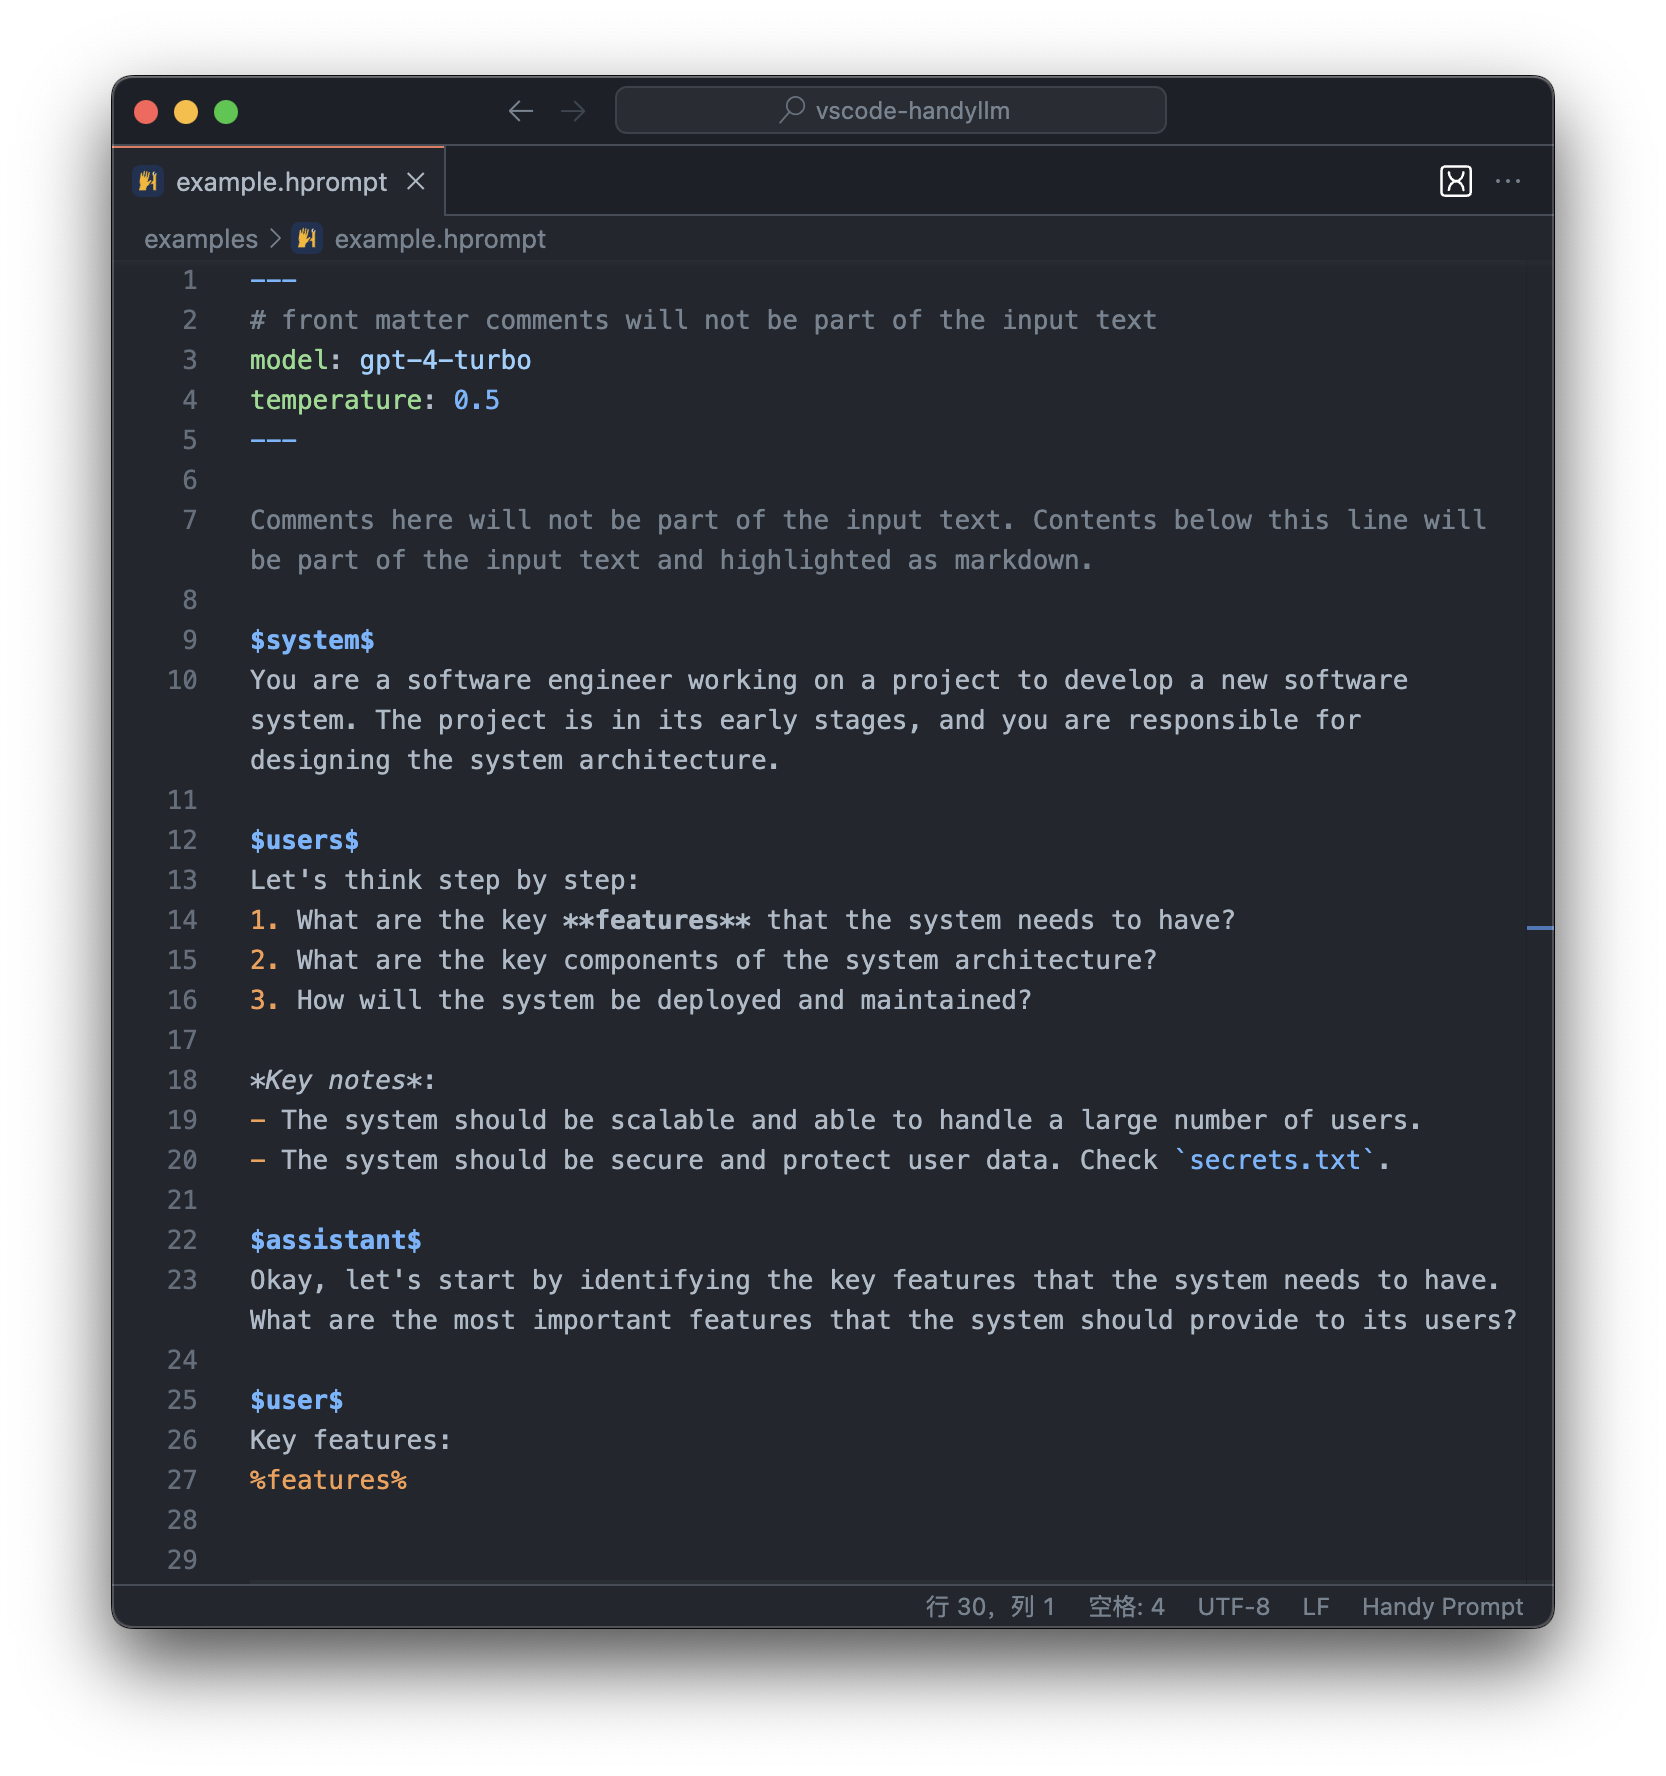 vscode-handyllm
example.hprompt
examples > example.hprompt
1 ---
2 # front matter comments will not be part of the input text
3 model: gpt-4-turbo
4 temperature: 0.5
5 ---
6
7 Comments here will not be part of the input text. Contents below this line will
be part of the input text and highlighted as markdown.
8
9 $system$
10 You are a software engineer working on a project to develop a new software
system. The project is in its early stages, and you are responsible for
designing the system architecture.
11
12 $users$
13 Let's think step by step:
14 1. What are the key **features** that the system needs to have?
15 2. What are the key components of the system architecture?
16 3. How will the system be deployed and maintained?
17
18 *Key notes*:
19 - The system should be scalable and able to handle a large number of users.
20 - The system should be secure and protect user data. Check `secrets.txt`.
21
22 $assistant$
23 Okay, let's start by identifying the key features that the system needs to have.
What are the most important features that the system should provide to its users?
24
25 $user$
26 Key features:
27 %features%
28
29
行 30，列 1 空格: 4 UTF-8 LF Handy Prompt